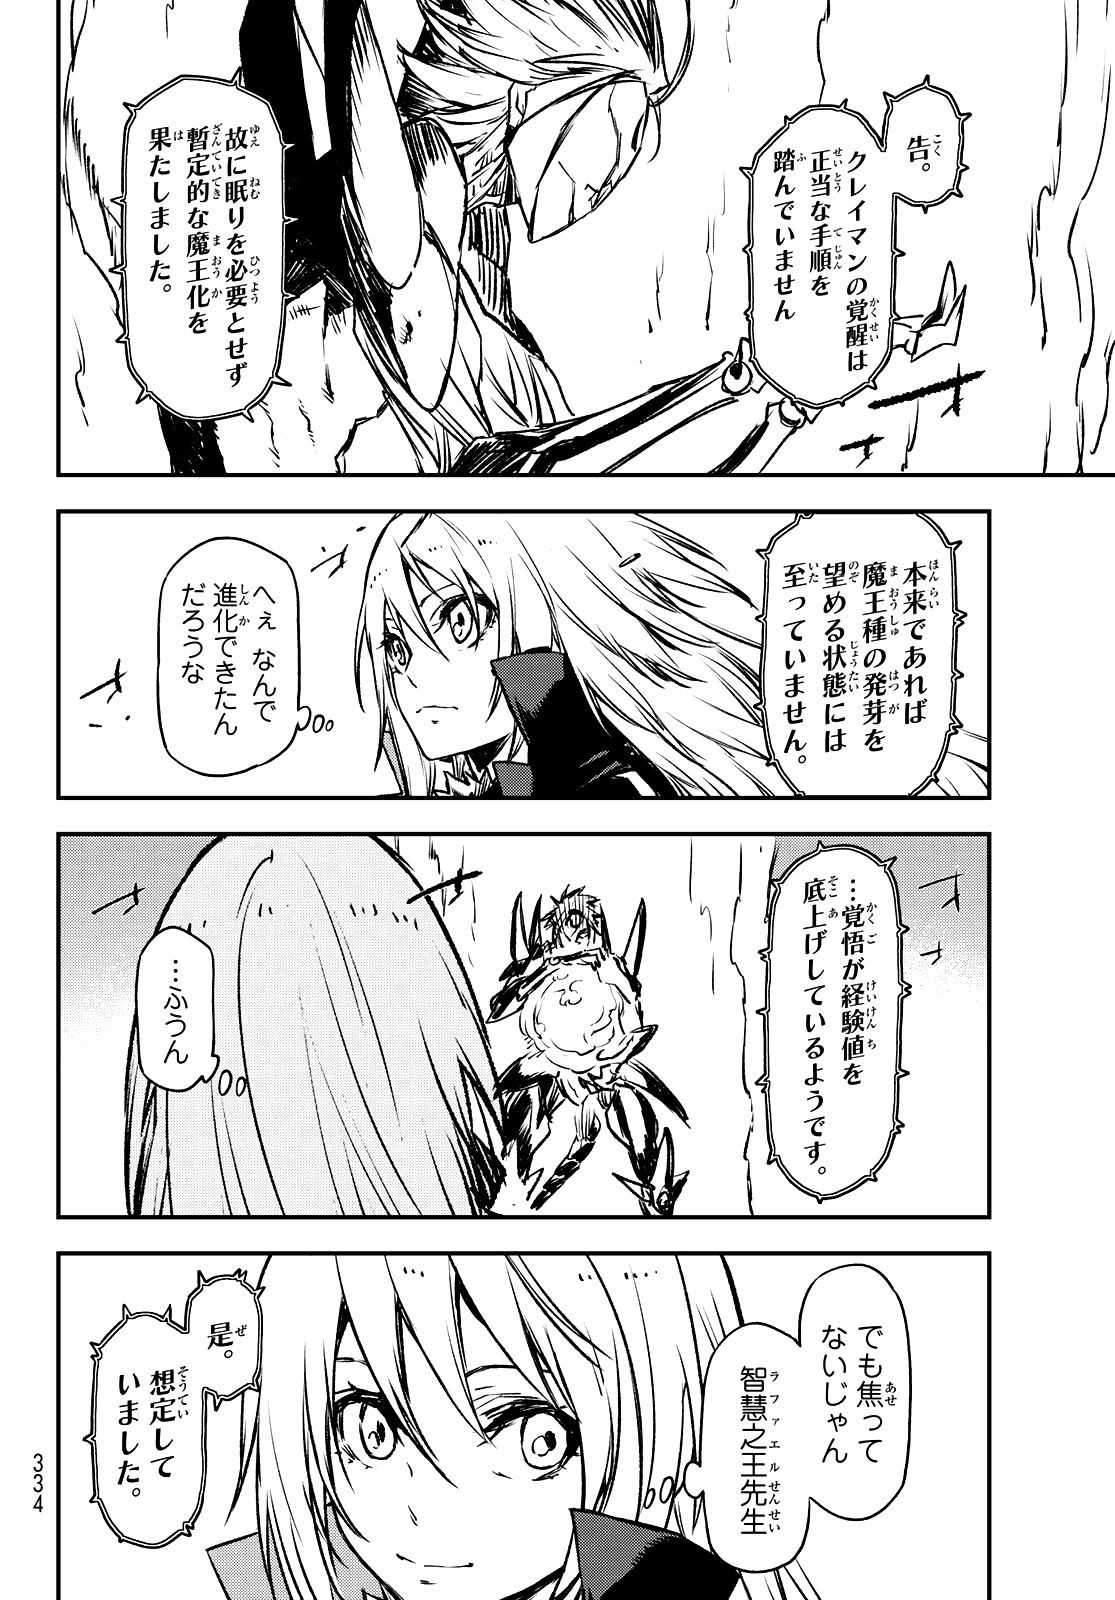 告。
クレイマンの覚醒は
正当な手順を
踏んでいません
故に眠りを必要とせず
暫定的な魔王化を
果たしました。
本来であれば
魔王種の発芽を
望める状態には
至っていません。
へぇ なんで
進化できたん
だろうな
…覚悟が経験値を
底上げしているようです。
…ふうん
でも焦って
ないじゃん
智慧之王先生
是。
想定して
いました。
334